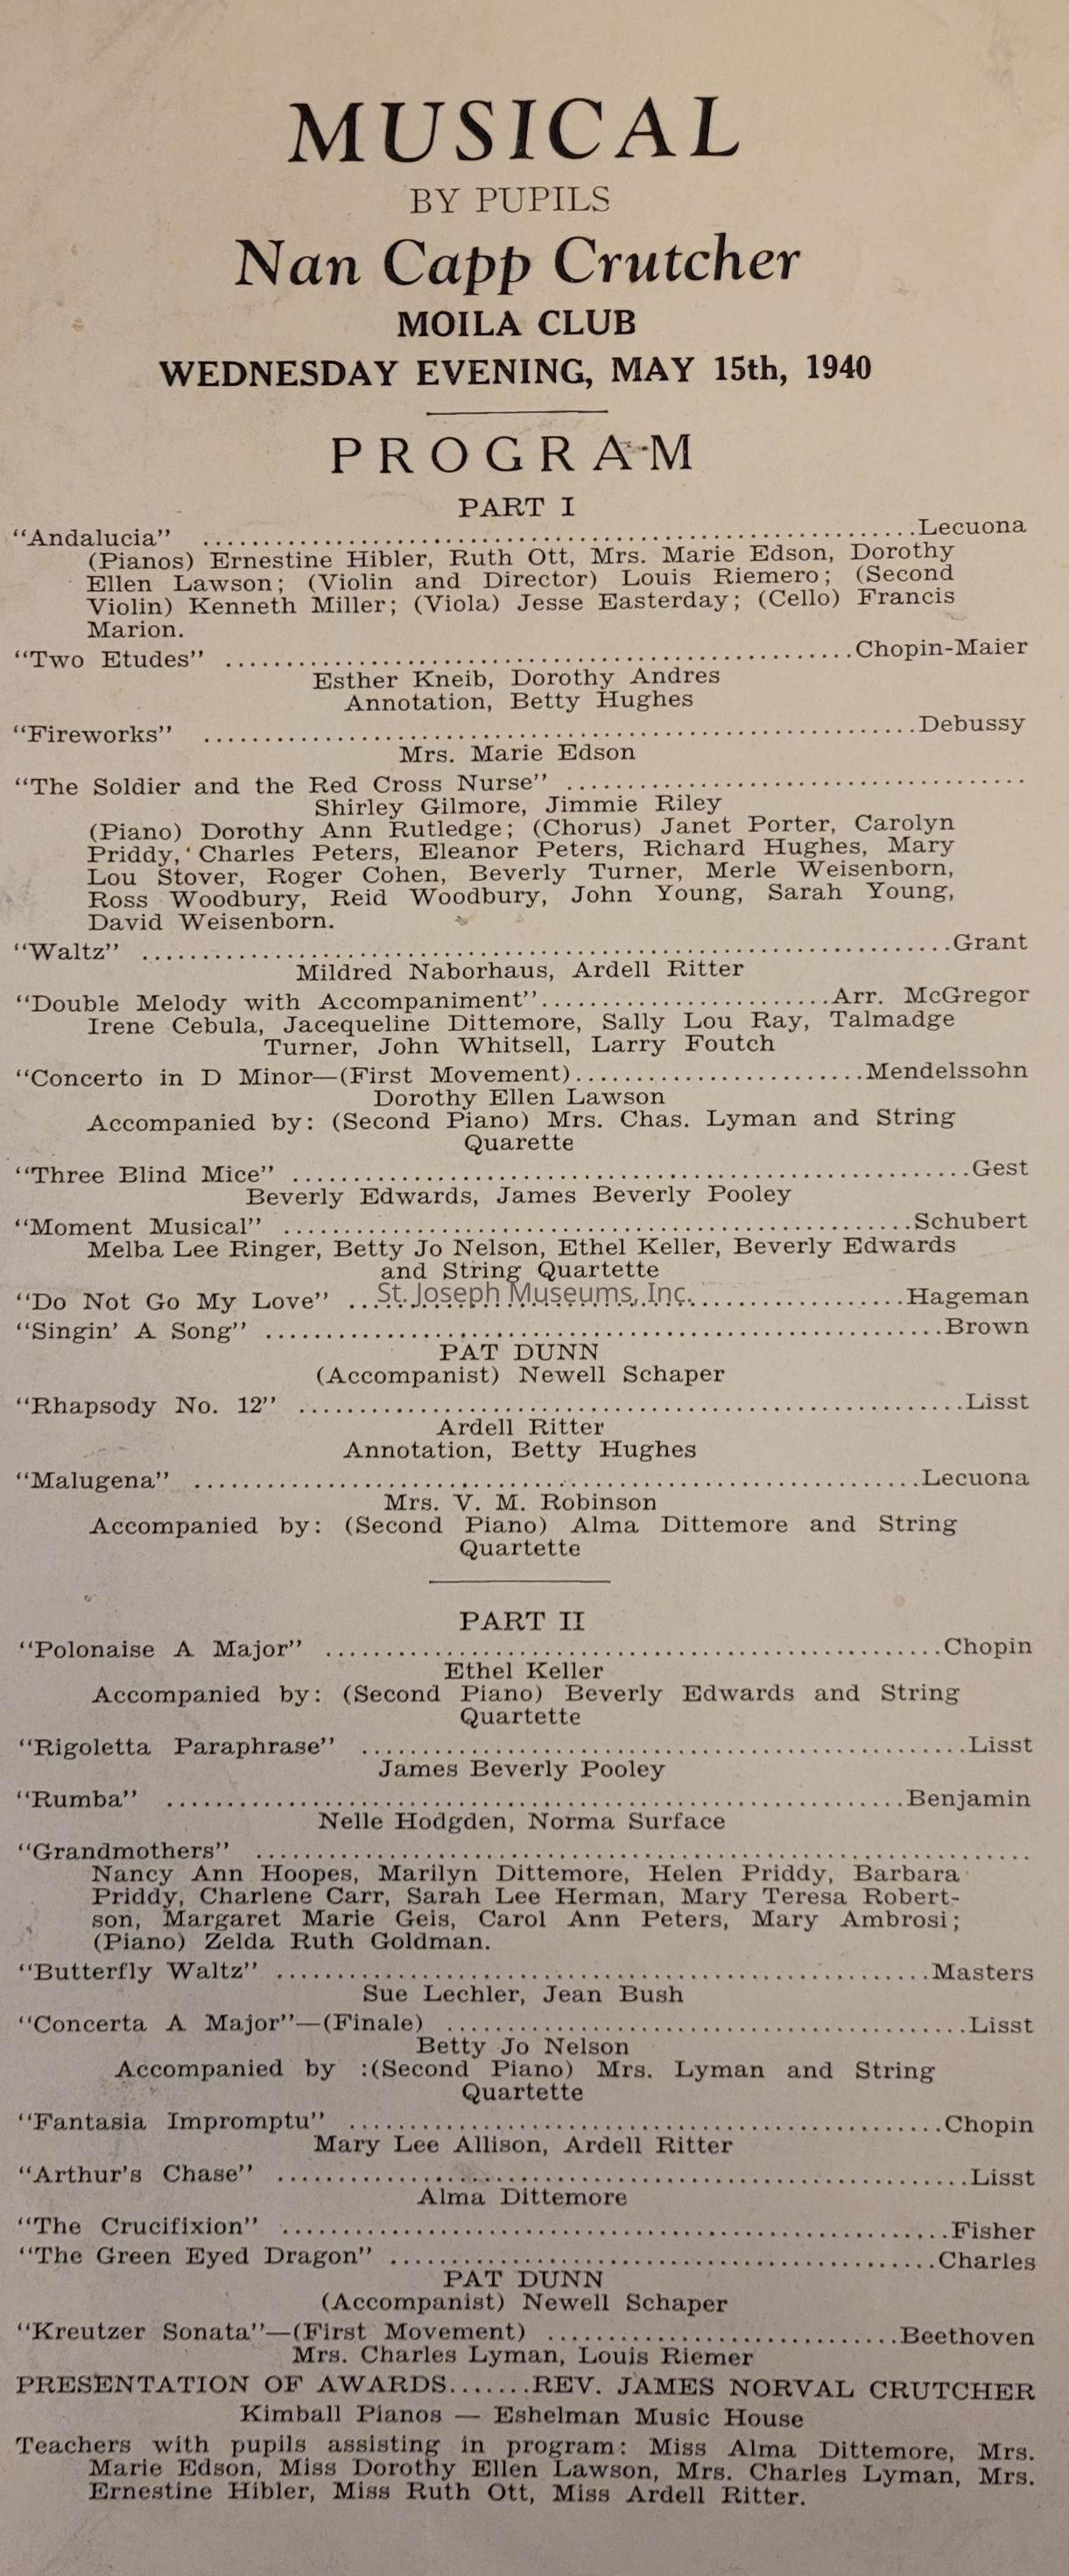 MUSICAL
BY PUPILS
Nan Capp Crutcher
MOILA CLUB
WEDNESDAY EVENING, MAY 15th, 1940
PROGRAM
PART I
"Andalucia" ........Lecuona
(Pianos) Ernestine Hibler, Ruth Ott, Mrs. Marie Edson, Dorothy
Ellen Lawson; (Violin and Director) Louis Riemero; (Second
Violin) Kenneth Miller; (Viola) Jesse Easterday; (Cello) Francis
Marion.
"Two Etudes" ........Chopin-Maier
Esther Kneib, Dorothy Andres
Annotation, Betty Hughes
"Fireworks" ........Debussy
Mrs. Marie Edson
"The Soldier and the Red Cross Nurse" ........
Shirley Gilmore, Jimmie Riley
(Piano) Dorothy Ann Rutledge; (Chorus) Janet Porter, Carolyn
Priddy, Charles Peters, Eleanor Peters, Richard Hughes, Mary
Lou Stover, Roger Cohen, Beverly Turner, Merle Weisenborn,
Ross Woodbury, Reid Woodbury, John Young, Sarah Young,
David Weisenborn.
"Waltz" ........Grant
Mildred Naborhaus, Ardell Ritter
"Double Melody with Accompaniment"........Arr. McGregor
Irene Cebula, Jacequeline Dittemore, Sally Lou Ray, Talmadge
Turner, John Whitsell, Larry Foutch
"Concerto in D Minor—(First Movement)........Mendelssohn
Dorothy Ellen Lawson
Accompanied by: (Second Piano) Mrs. Chas. Lyman and String
Quarette
"Three Blind Mice" ........Gest
Beverly Edwards, James Beverly Pooley
"Moment Musical" ........Schubert
Melba Lee Ringer, Betty Jo Nelson, Ethel Keller, Beverly Edwards
and String Quartette
St. Joseph Museums, Inc.
"Do Not Go My Love" ........Hageman
"Singin' A Song" ........Brown
PAT DUNN
(Accompanist) Newell Schaper
"Rhapsody No. 12" ........Lisst
Ardell Ritter
Annotation, Betty Hughes
"Malugena" ........Lecuona
Mrs. V. M. Robinson
Accompanied by: (Second Piano) Alma Dittemore and String
Quartette
PART II
"Polonaise A Major" ........Chopin
Ethel Keller
Accompanied by: (Second Piano) Beverly Edwards and String
Quartette
"Rigoletta Paraphrase" ........Lisst
James Beverly Pooley
"Rumba" ........Benjamin
Nelle Hodgden, Norma Surface
"Grandmothers" ........
Nancy Ann Hoopes, Marilyn Dittemore, Helen Priddy, Barbara
Priddy, Charlene Carr, Sarah Lee Herman, Mary Teresa Robert-
son, Margaret Marie Geis, Carol Ann Peters, Mary Ambrosi;
(Piano) Zelda Ruth Goldman.
"Butterfly Waltz" ........Masters
Sue Lechler, Jean Bush
"Concerta A Major"—(Finale) ........Lisst
Betty Jo Nelson
Accompanied by :(Second Piano) Mrs. Lyman and String
Quartette
"Fantasia Impromptu" ........Chopin
Mary Lee Allison, Ardell Ritter
"Arthur's Chase" ........Lisst
Alma Dittemore
"The Crucifixion" ........Fisher
"The Green Eyed Dragon" ........Charles
PAT DUNN
(Accompanist) Newell Schaper
"Kreutzer Sonata"—(First Movement) ........Beethoven
Mrs. Charles Lyman, Louis Riemer
PRESENTATION OF AWARDS.......REV. JAMES NORVAL CRUTCHER
Kimball Pianos — Eshelman Music House
Teachers with pupils assisting in program: Miss Alma Dittemore, Mrs.
Marie Edson, Miss Dorothy Ellen Lawson, Mrs. Charles Lyman, Mrs.
Ernestine Hibler, Miss Ruth Ott, Miss Ardell Ritter.